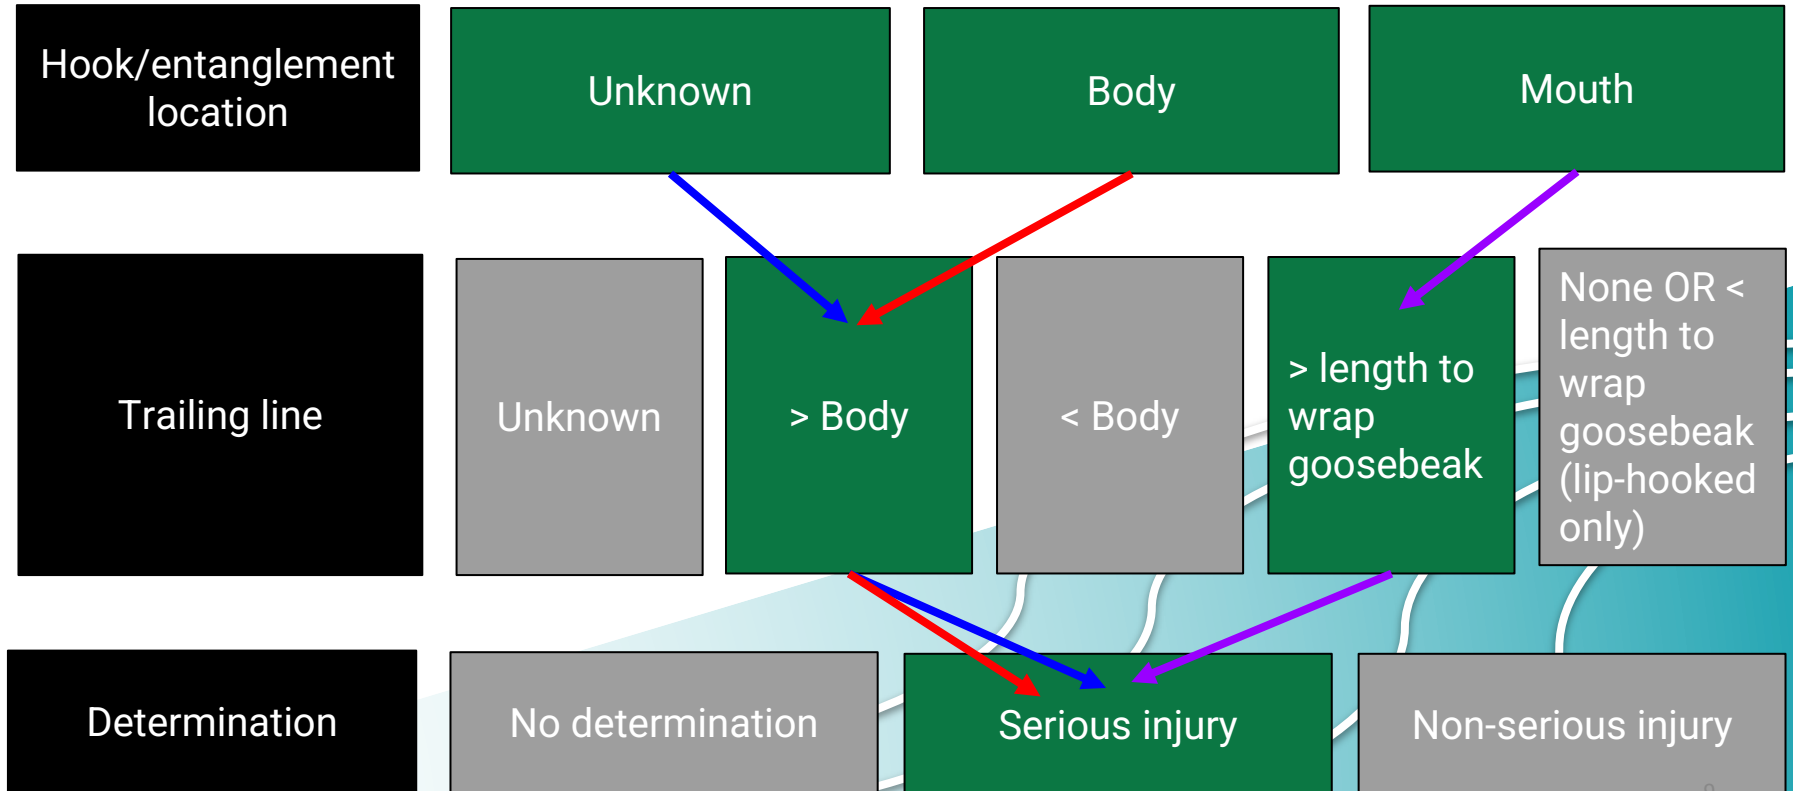 Hook/entanglement
location
Unknown
Body
Mouth
Trailing line
Unknown
> Body
< Body
> length to
wrap
goosebeak
None OR <
length to
wrap
goosebeak
(lip-hooked
only)
Determination
No determination
Serious injury
Non-serious injury